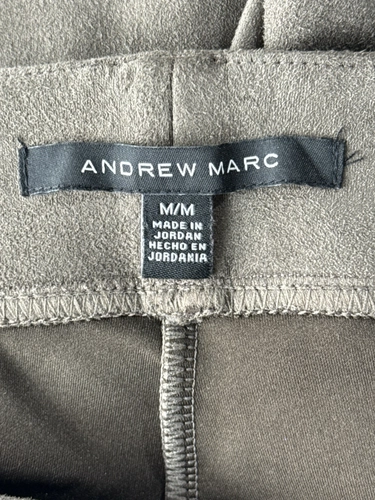 ANDREW MARC
M/M
MADE IN
JORDAN
HECHO EN
JORDANIA